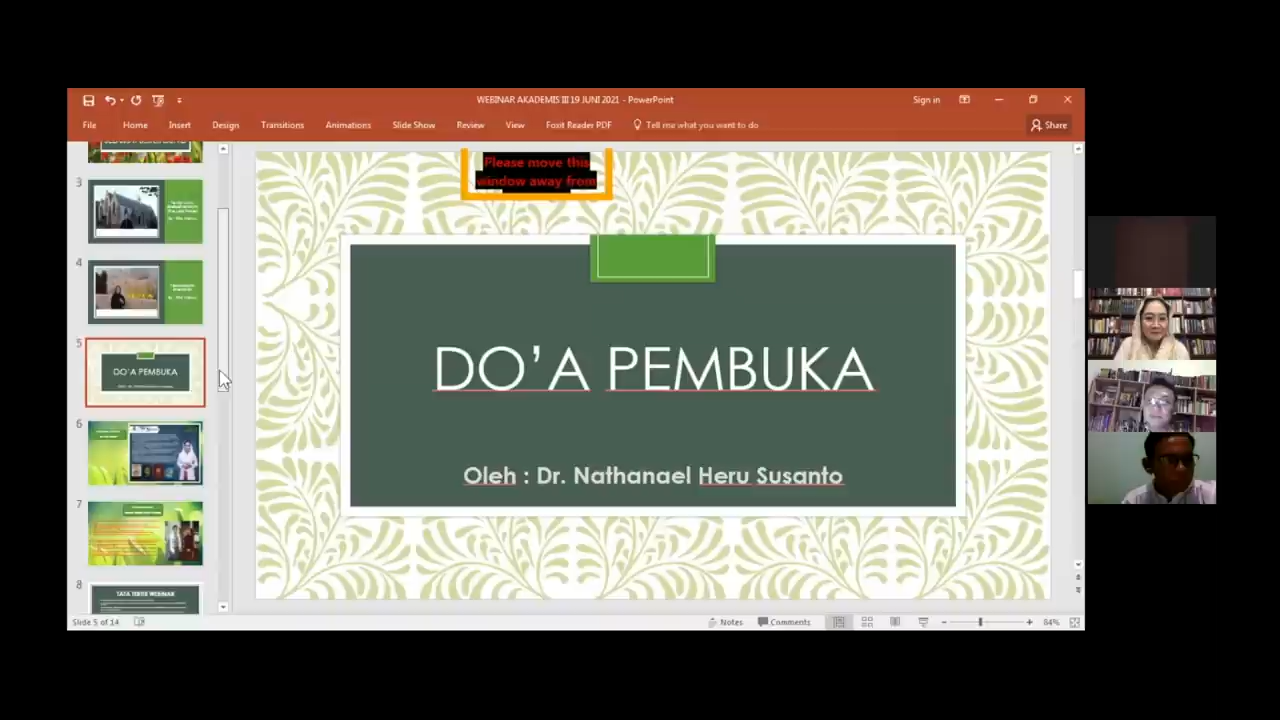 WEBINAR AKADEMIS III 19 JUNI 2021 - PowerPoint
Sign in
File Home Insert Design Transitions Animations Slide Show Review View Foxit Reader PDF Tell me what you want to do Share
Please move this
window away from
3
4
5
DO'A PEMBUKA
6
7
8
TATA TERTIB WEBINAR
DO’A PEMBUKA
Oleh : Dr. Nathanael Heru Susanto
Slide 5 of 14
Notes Comments 84%